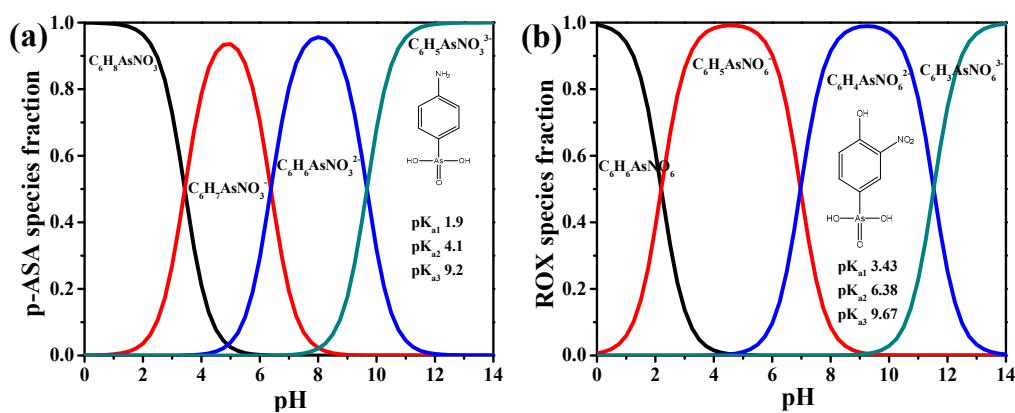 (a)
p-ASA species fraction
1.0
0.8
0.6
0.4
0.2
0.0
C6H8AsNO3
C6H7AsNO3-
C6H6AsNO3 2-
C6H5AsNO3 3-
NH2
HO
As
OH
O
pKa1 1.9
pKa2 4.1
pKa3 9.2
0 2 4 6 8 10 12 14
pH
(b)
ROX species fraction
1.0
0.8
0.6
0.4
0.2
0.0
C6H6AsNO6
C6H5AsNO6-
C6H4AsNO6 2-
C6H3AsNO6 3-
OH
NO2
HO
As
OH
O
pKa1 3.43
pKa2 6.38
pKa3 9.67
0 2 4 6 8 10 12 14
pH